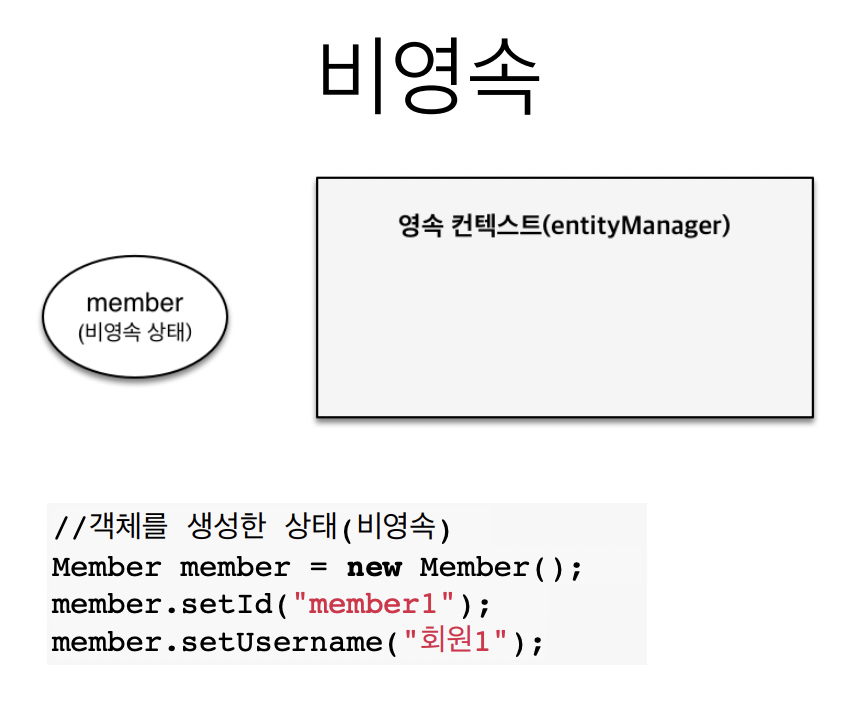 비영속
영속 컨텍스트(entityManager)
member
(비영속 상태)
//객체를 생성한 상태(비영속)
Member member = new Member();
member.setId("member1");
member.setUsername("회원1");